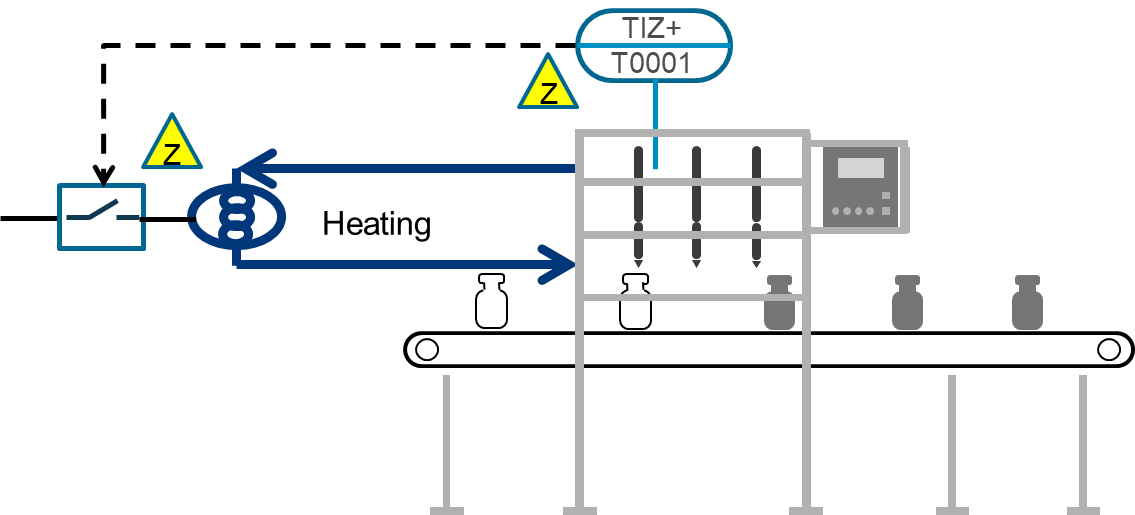 TIZ+
T0001
Z
Z
Heating